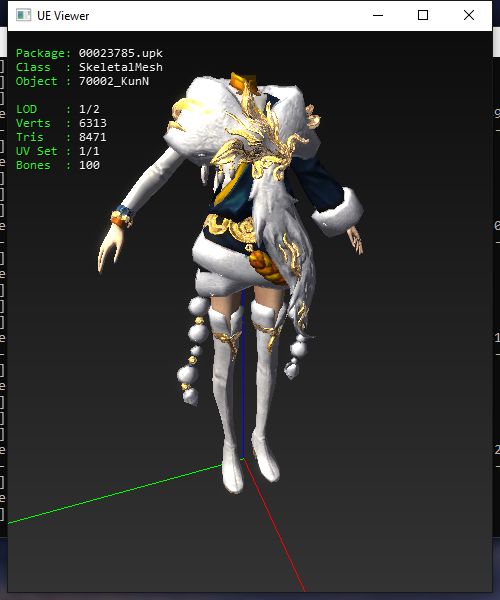 UE Viewer
Package: 00023785.upk
Class  : SkeletalMesh
Object : 70002_KunN
LOD    : 1/2
Verts  : 6313
Tris   : 8471
UV Set : 1/1
Bones  : 100